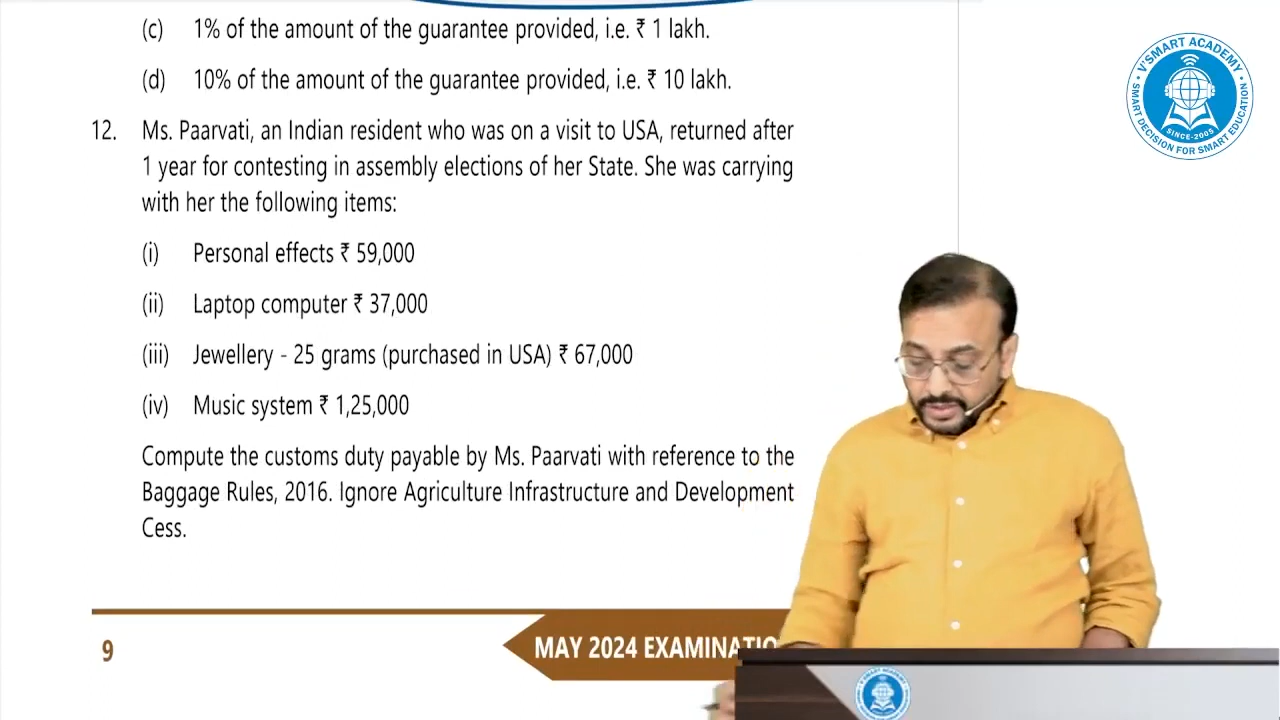 (c) 1% of the amount of the guarantee provided, i.e. ₹ 1 lakh.
(d) 10% of the amount of the guarantee provided, i.e. ₹ 10 lakh.
12. Ms. Paarvati, an Indian resident who was on a visit to USA, returned after
1 year for contesting in assembly elections of her State. She was carrying
with her the following items:
(i) Personal effects ₹ 59,000
(ii) Laptop computer ₹ 37,000
(iii) Jewellery - 25 grams (purchased in USA) ₹ 67,000
(iv) Music system ₹ 1,25,000
Compute the customs duty payable by Ms. Paarvati with reference to the
Baggage Rules, 2016. Ignore Agriculture Infrastructure and Development
Cess.
9
MAY 2024 EXAMINATIO
V'SMART ACADEMY
SINCE-2005
SMART DECISION FOR SMART EDUCATION